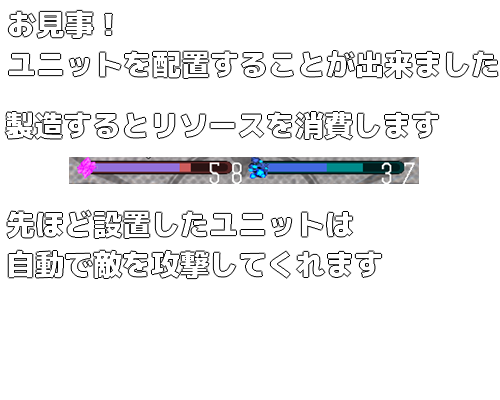 お見事！
ユニットを配置することが出来ました
製造するとリソースを消費します
58 37
先ほど設置したユニットは
自動で敵を攻撃してくれます